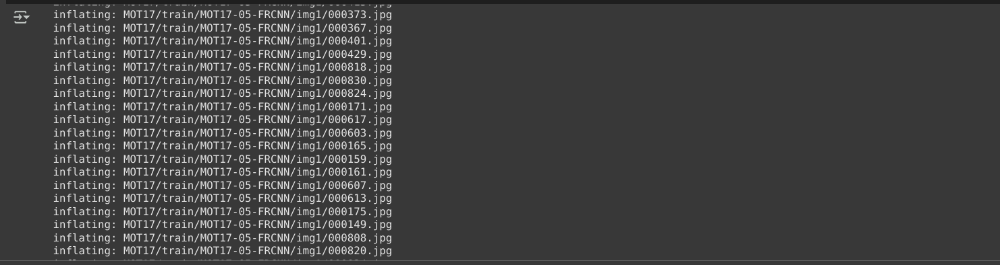 inflating: MOT17/train/MOT17-05-FRCNN/img1/000373.jpg
inflating: MOT17/train/MOT17-05-FRCNN/img1/000367.jpg
inflating: MOT17/train/MOT17-05-FRCNN/img1/000401.jpg
inflating: MOT17/train/MOT17-05-FRCNN/img1/000429.jpg
inflating: MOT17/train/MOT17-05-FRCNN/img1/000818.jpg
inflating: MOT17/train/MOT17-05-FRCNN/img1/000830.jpg
inflating: MOT17/train/MOT17-05-FRCNN/img1/000824.jpg
inflating: MOT17/train/MOT17-05-FRCNN/img1/000171.jpg
inflating: MOT17/train/MOT17-05-FRCNN/img1/000617.jpg
inflating: MOT17/train/MOT17-05-FRCNN/img1/000603.jpg
inflating: MOT17/train/MOT17-05-FRCNN/img1/000165.jpg
inflating: MOT17/train/MOT17-05-FRCNN/img1/000159.jpg
inflating: MOT17/train/MOT17-05-FRCNN/img1/000161.jpg
inflating: MOT17/train/MOT17-05-FRCNN/img1/000607.jpg
inflating: MOT17/train/MOT17-05-FRCNN/img1/000613.jpg
inflating: MOT17/train/MOT17-05-FRCNN/img1/000175.jpg
inflating: MOT17/train/MOT17-05-FRCNN/img1/000149.jpg
inflating: MOT17/train/MOT17-05-FRCNN/img1/000808.jpg
inflating: MOT17/train/MOT17-05-FRCNN/img1/000820.jpg